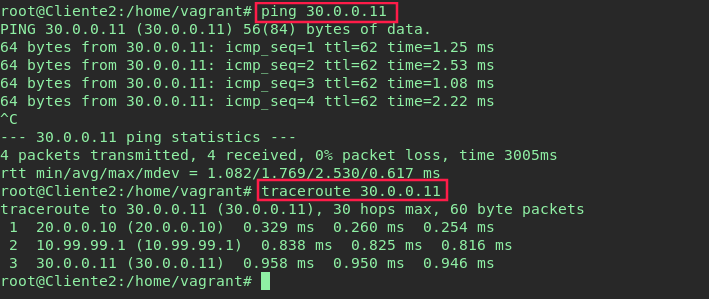 root@Cliente2:/home/vagrant# ping 30.0.0.11
PING 30.0.0.11 (30.0.0.11) 56(84) bytes of data.
64 bytes from 30.0.0.11: icmp_seq=1 ttl=62 time=1.25 ms
64 bytes from 30.0.0.11: icmp_seq=2 ttl=62 time=2.53 ms
64 bytes from 30.0.0.11: icmp_seq=3 ttl=62 time=1.08 ms
64 bytes from 30.0.0.11: icmp_seq=4 ttl=62 time=2.22 ms
^C
--- 30.0.0.11 ping statistics ---
4 packets transmitted, 4 received, 0% packet loss, time 3005ms
rtt min/avg/max/mdev = 1.082/1.769/2.530/0.617 ms
root@Cliente2:/home/vagrant# traceroute 30.0.0.11
traceroute to 30.0.0.11 (30.0.0.11), 30 hops max, 60 byte packets
 1  20.0.0.10 (20.0.0.10)  0.329 ms  0.260 ms  0.254 ms
 2  10.99.99.1 (10.99.99.1)  0.838 ms  0.825 ms  0.816 ms
 3  30.0.0.11 (30.0.0.11)  0.958 ms  0.950 ms  0.946 ms
root@Cliente2:/home/vagrant#